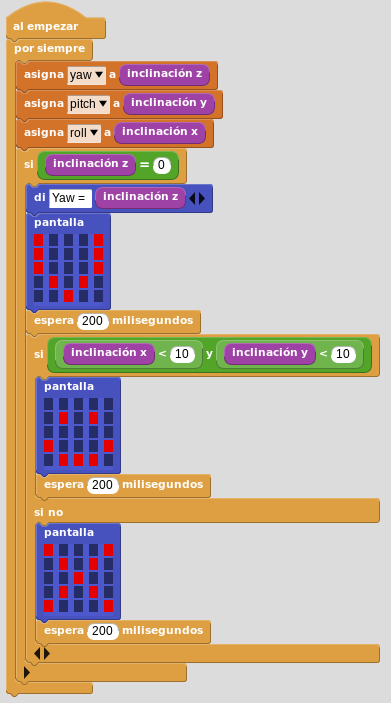 al empezar
por siempre
asigna yaw a inclinación z
asigna pitch a inclinación y
asigna roll a inclinación x
si inclinación z = 0
di Yaw = inclinación z
pantalla
espera 200 milisegundos
si inclinación x < 10 y inclinación y < 10
pantalla
espera 200 milisegundos
si no
pantalla
espera 200 milisegundos